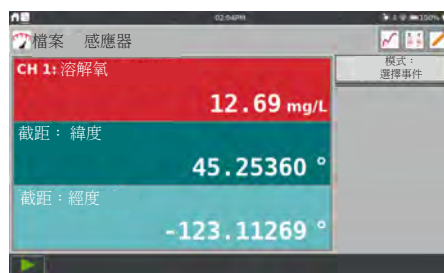 02:04PM 100%
檔案 感應器
CH 1: 溶解氧
12.69 mg/L
截距： 緯度
45.25360 °
截距：經度
-123.11269 °
模式：
選擇事件